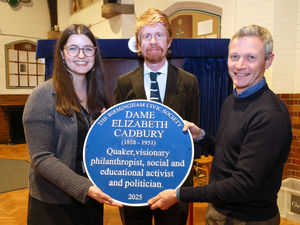 THE BIRMINGHAM CIVIC SOCIETY
DAME
ELIZABETH
CADBURY
(1858 - 1951)
Quaker,visionary
philanthropist, social and
educational activist
and politician.
2025